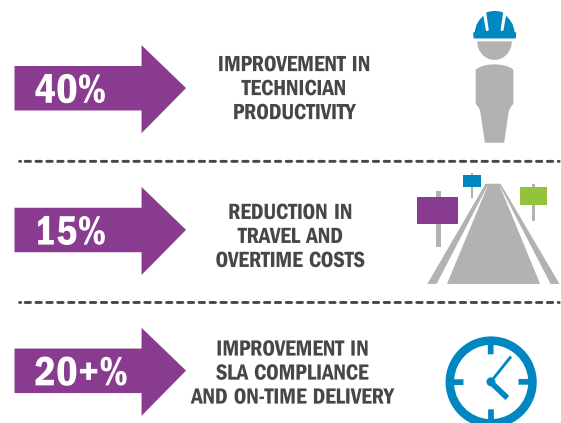 40%
IMPROVEMENT IN
TECHNICIAN
PRODUCTIVITY
15%
REDUCTION IN
TRAVEL AND
OVERTIME COSTS
20+%
IMPROVEMENT IN
SLA COMPLIANCE
AND ON-TIME DELIVERY